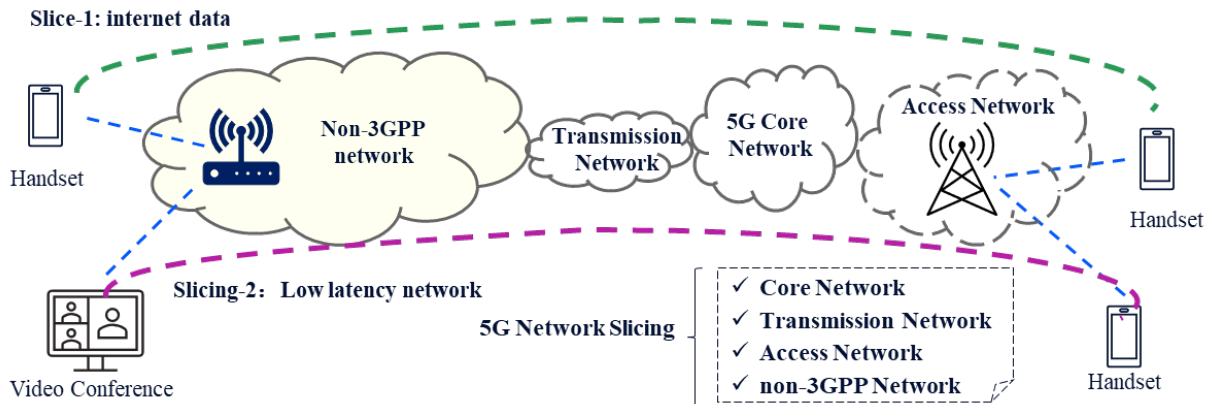 Slice-1: internet data
Non-3GPP
network
Transmission
Network
5G Core
Network
Access Network
Handset
Handset
Slicing-2：Low latency network
5G Network Slicing
✓ Core Network
✓ Transmission Network
✓ Access Network
✓ non-3GPP Network
Video Conference
Handset